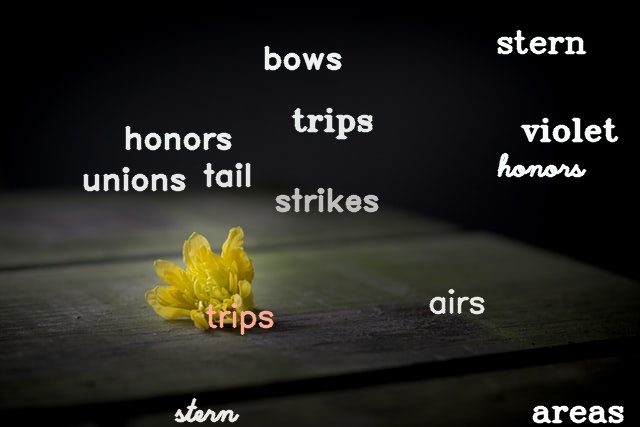 stern
bows
trips
violet
honors
honors
unions tail
strikes
airs
trips
stern
areas